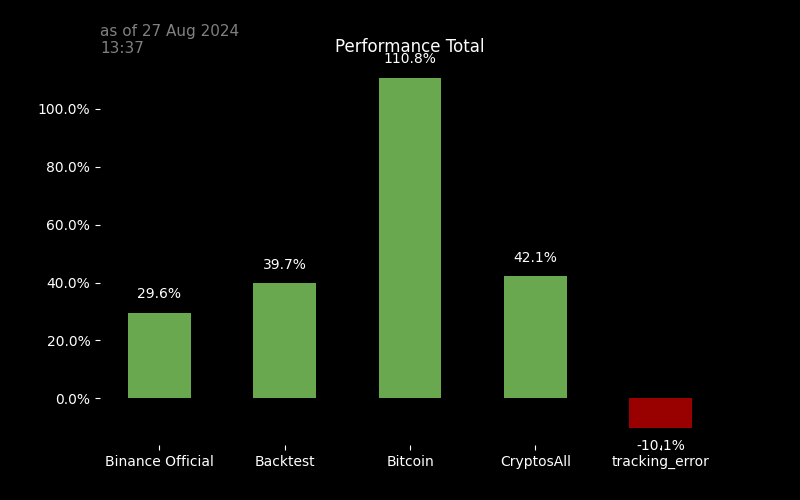 as of 27 Aug 2024
13:37
Performance Total
110.8%
100.0%
80.0%
60.0%
40.0%
20.0%
0.0%
29.6%
39.7%
42.1%
-10.1%
Binance Official
Backtest
Bitcoin
CryptosAll
tracking_error